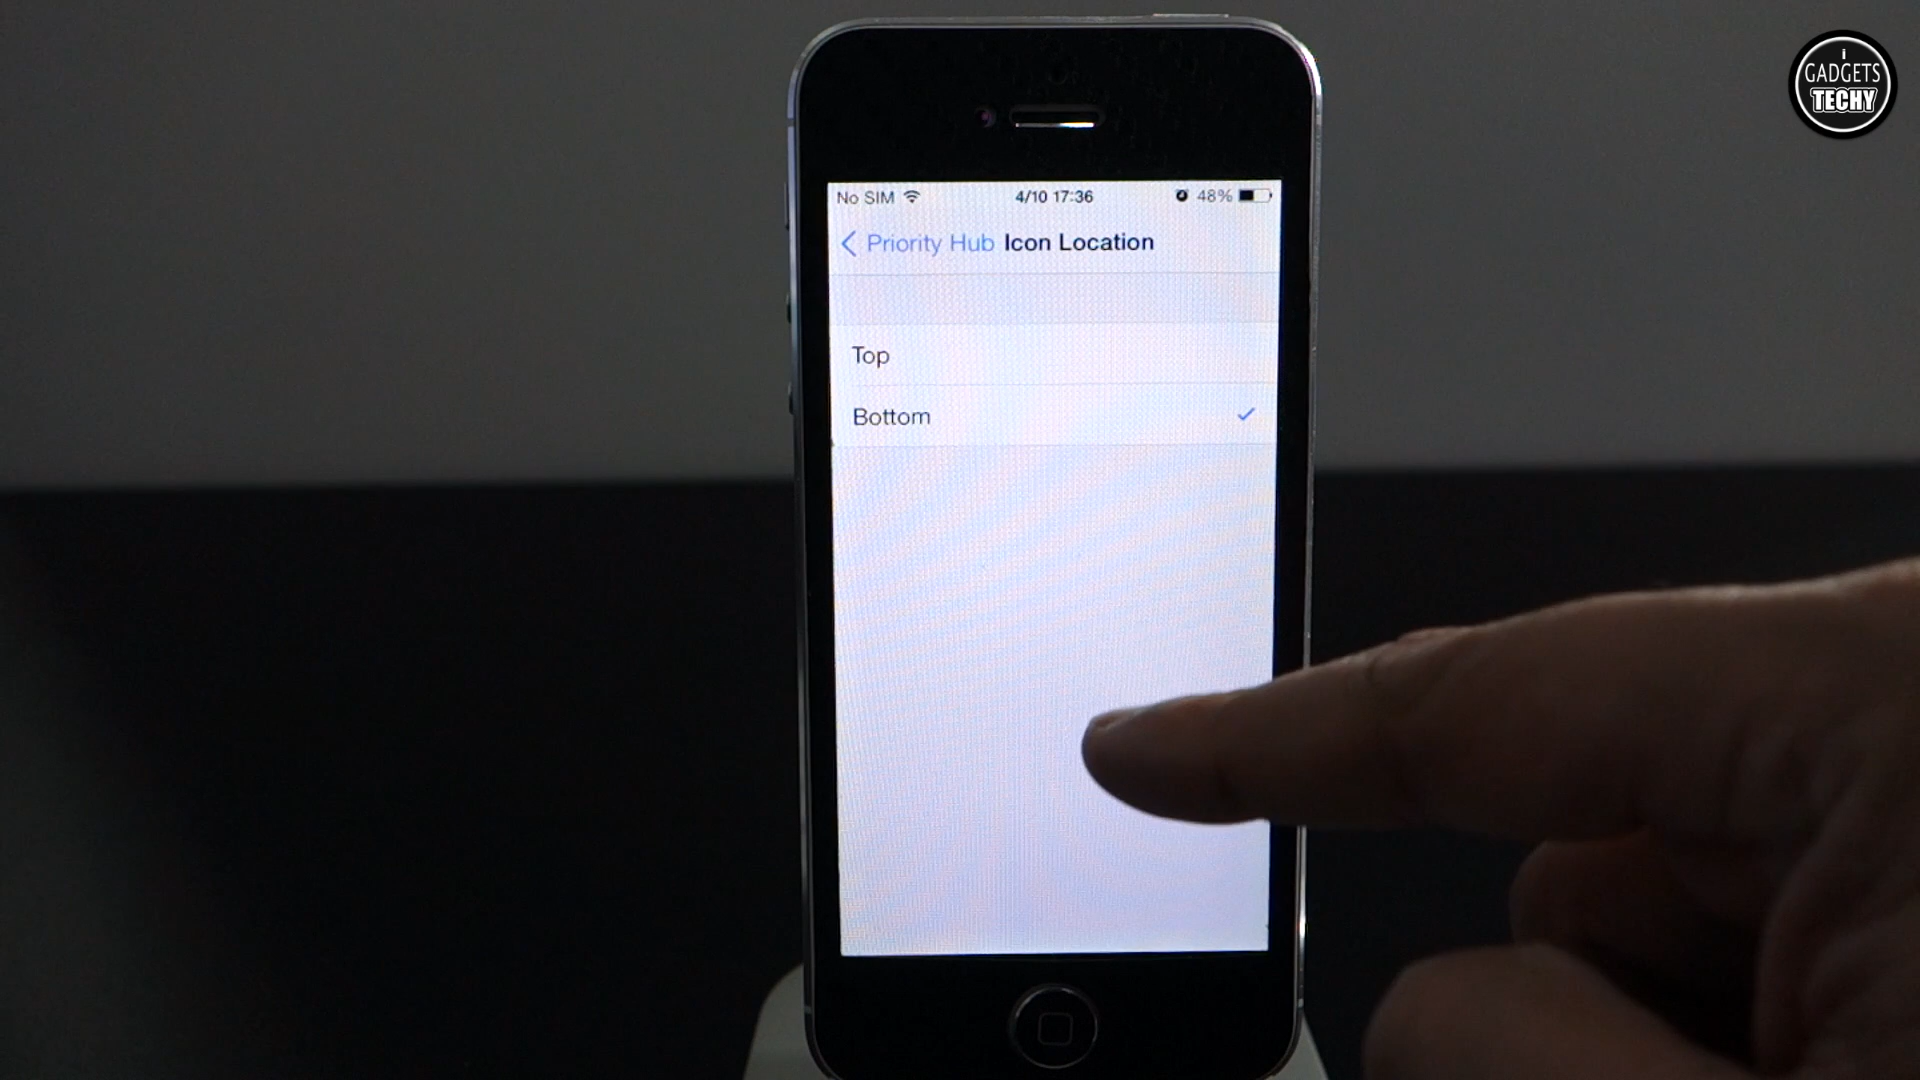 No SIM 4/10 17:36 48%
Priority Hub Icon Location
Top
Bottom
i
GADGETS
TECHY